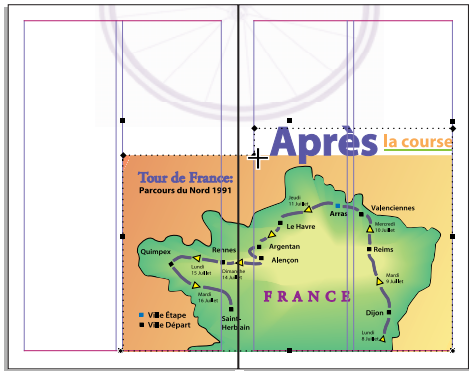 Après la course
Tour de France:
Parcours du Nord 1991
Jeudi
11 Juillet
Arras
Valenciennes
Mercredi
10 Juillet
Le Havre
Argentan
Reims
Rennes
Quimpex
Alençon
Lundi
15 Juillet
Dimanche
14 Juillet
Mardi
9 Juillet
Mardi
16 Juillet
FRANCE
Saint-
Herblain
Dijon
Ville Étape
Ville Départ
Lundi
8 Juillet